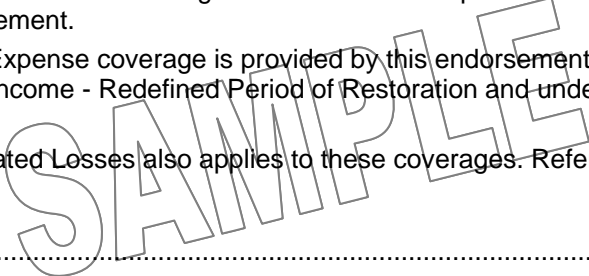 ement.
Expense coverage is provided by this endorsement
ncome - Redefined Period of Restoration and unde
ated Losses also applies to these coverages. Refe
SAMPLE
................................................................................